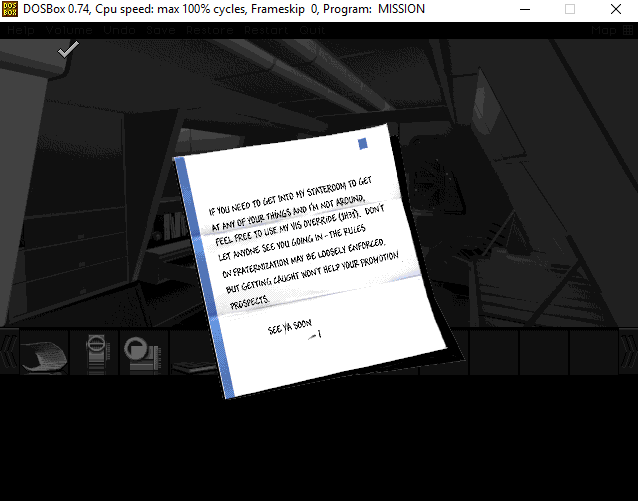 DOSBox 0.74, Cpu speed: max 100% cycles, Frameskip 0, Program: MISSION
Help Volume Undo Save Restore Restart Quit Map
IF YOU NEED TO GET INTO MY STATEROOM TO GET
AT ANY OF YOUR THINGS AND I'M NOT AROUND,
FEEL FREE TO USE MY VIS OVERRIDE DON'T
LET ANYONE SEE YOU GOING IN - THE RULES
ON FRATERNIZATION MAY BE LOOSELY ENFORCED,
BUT GETTING CAUGHT WON'T HELP YOUR PROMOTION
PROSPECTS.
SEE YA SOON